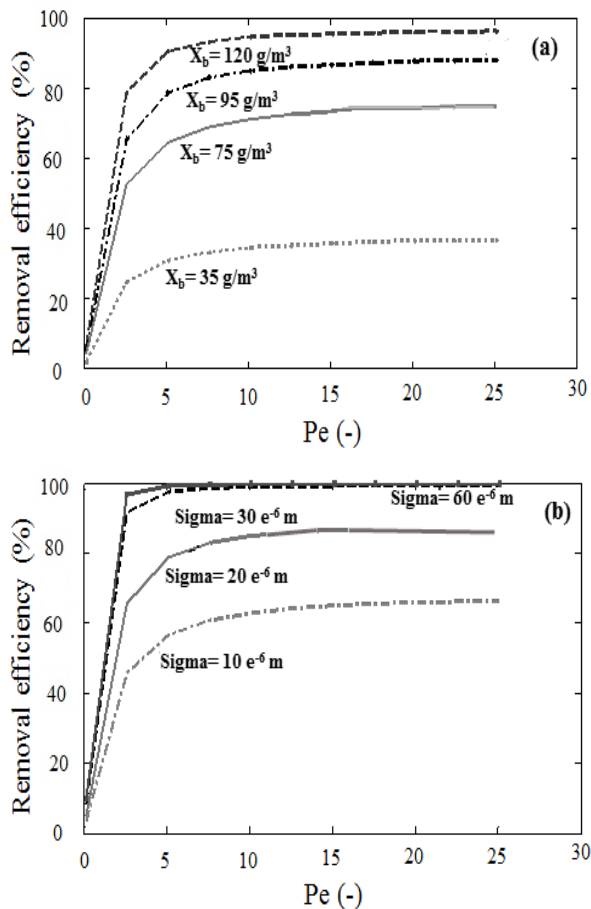 100
80
60
40
20
0
Removal efficiency (%)
(a)
X_b= 120 g/m³
X_b= 95 g/m³
X_b= 75 g/m³
X_b= 35 g/m³
0 5 10 15 20 25 30
Pe (-)
100
80
60
40
20
0
Removal efficiency (%)
(b)
Sigma= 60 e⁻⁶ m
Sigma= 30 e⁻⁶ m
Sigma= 20 e⁻⁶ m
Sigma= 10 e⁻⁶ m
0 5 10 15 20 25 30
Pe (-)